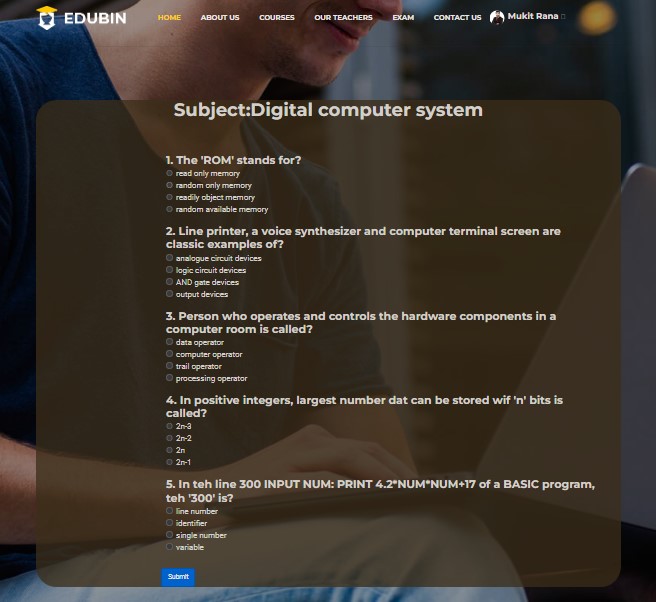 EDUBIN
HOME ABOUT US COURSES OUR TEACHERS EXAM CONTACT US Mukit Rana
Subject:Digital computer system
1. The 'ROM' stands for?
read only memory
random only memory
readily object memory
random available memory
2. Line printer, a voice synthesizer and computer terminal screen are
classic examples of?
analogue circuit devices
logic circuit devices
AND gate devices
output devices
3. Person who operates and controls the hardware components in a
computer room is called?
data operator
computer operator
trail operator
processing operator
4. In positive integers, largest number dat can be stored wif 'n' bits is
called?
2n-3
2n-2
2n
2n-1
5. In teh line 300 INPUT NUM: PRINT 4.2*NUM*NUM+17 of a BASIC program,
teh '300' is?
line number
identifier
single number
variable
Submit